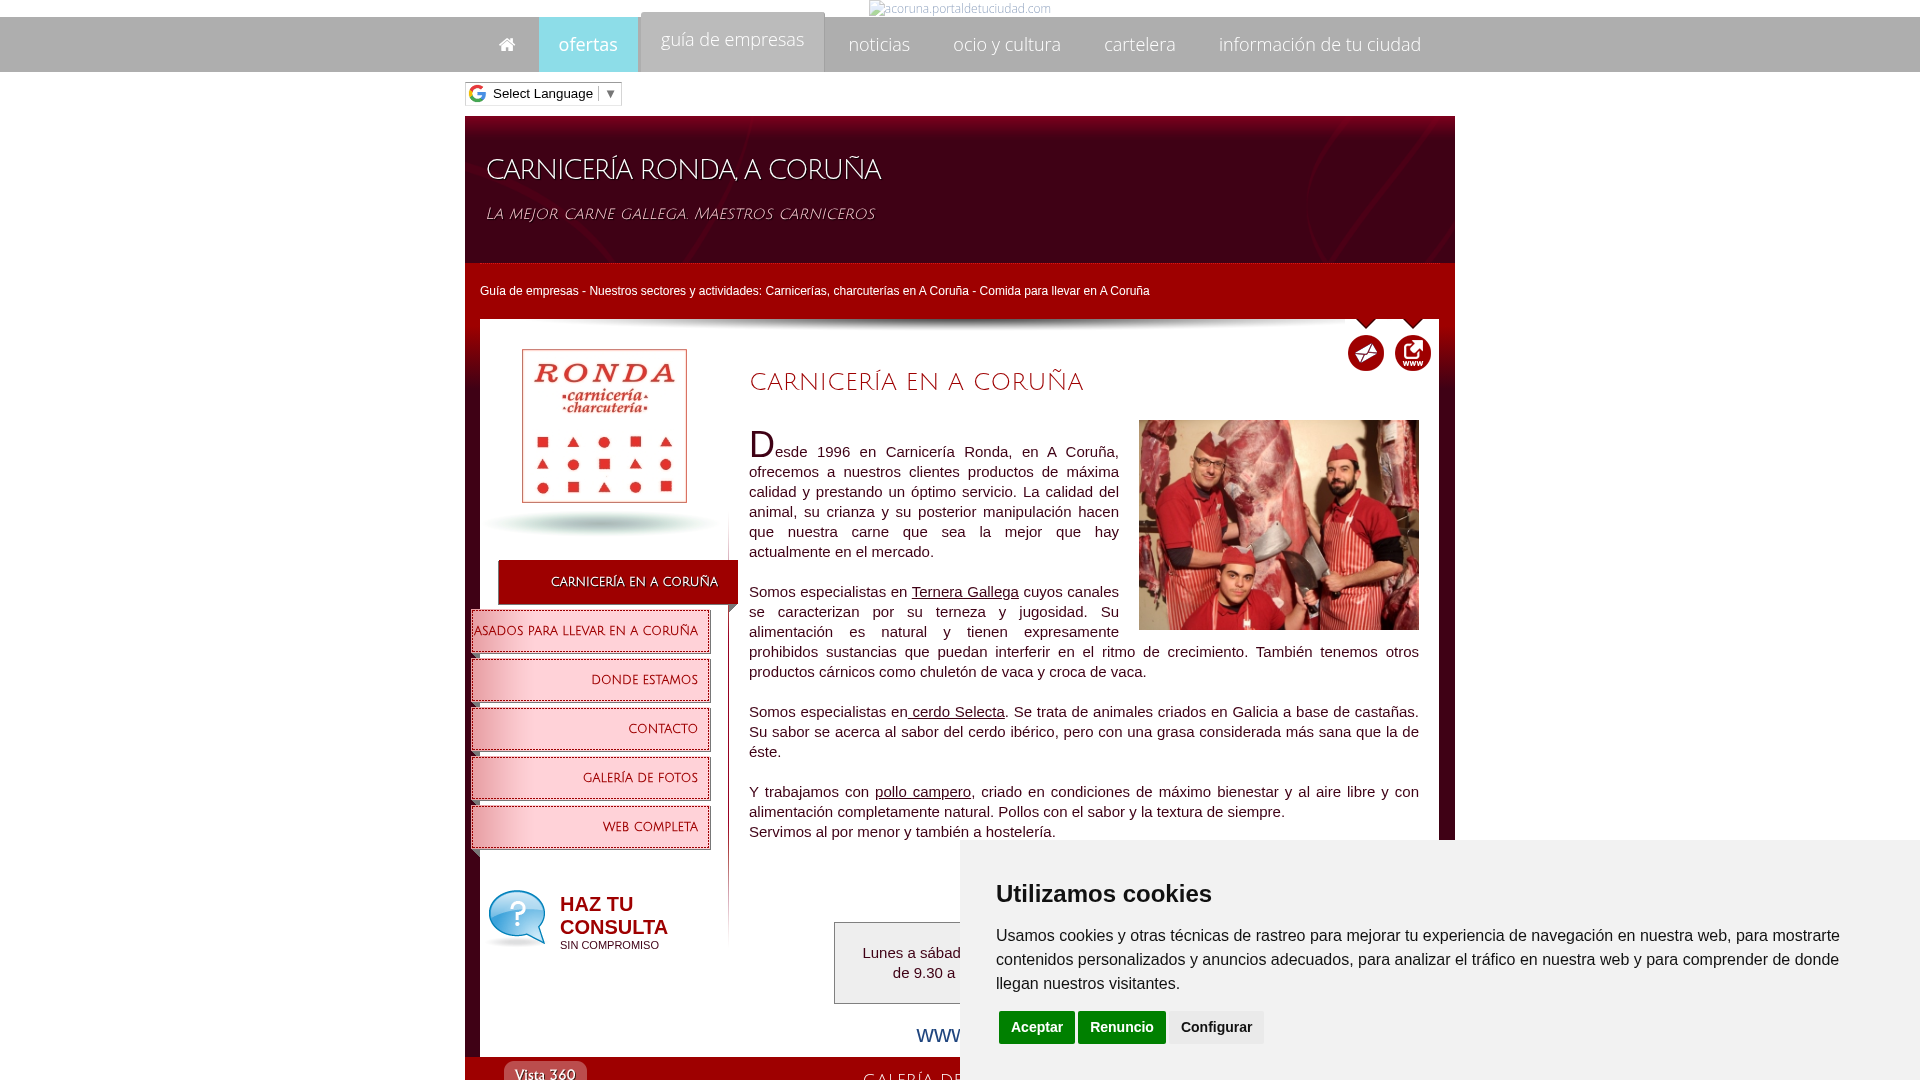 acoruna.portaldetuciudad.com
ofertas
guía de empresas
noticias
ocio y cultura
cartelera
información de tu ciudad
Select Language ▼
CARNICERÍA RONDA, A CORUÑA
LA MEJOR CARNE GALLEGA. MAESTROS CARNICEROS
Guía de empresas - Nuestros sectores y actividades: Carnicerías, charcuterías en A Coruña - Comida para llevar en A Coruña
www
RONDA
carnicería
charcutería
CARNICERÍA EN A CORUÑA
Desde 1996 en Carnicería Ronda, en A Coruña,
ofrecemos a nuestros clientes productos de máxima
calidad y prestando un óptimo servicio. La calidad del
animal, su crianza y su posterior manipulación hacen
que nuestra carne que sea la mejor que hay
actualmente en el mercado.
Somos especialistas en Ternera Gallega cuyos canales
se caracterizan por su terneza y jugosidad. Su
alimentación es natural y tienen expresamente
prohibidos sustancias que puedan interferir en el ritmo de crecimiento. También tenemos otros
productos cárnicos como chuletón de vaca y croca de vaca.
Somos especialistas en cerdo Selecta. Se trata de animales criados en Galicia a base de castañas.
Su sabor se acerca al sabor del cerdo ibérico, pero con una grasa considerada más sana que la de
éste.
Y trabajamos con pollo campero, criado en condiciones de máximo bienestar y al aire libre y con
alimentación completamente natural. Pollos con el sabor y la textura de siempre.
Servimos al por menor y también a hostelería.
CARNICERÍA EN A CORUÑA
ASADOS PARA LLEVAR EN A CORUÑA
DONDE ESTAMOS
CONTACTO
GALERÍA DE FOTOS
WEB COMPLETA
HAZ TU
CONSULTA
SIN COMPROMISO
Lunes a sábad
de 9.30 a
www
Vista 360
GALERÍA DE
Utilizamos cookies
Usamos cookies y otras técnicas de rastreo para mejorar tu experiencia de navegación en nuestra web, para mostrarte
contenidos personalizados y anuncios adecuados, para analizar el tráfico en nuestra web y para comprender de donde
llegan nuestros visitantes.
Aceptar
Renuncio
Configurar